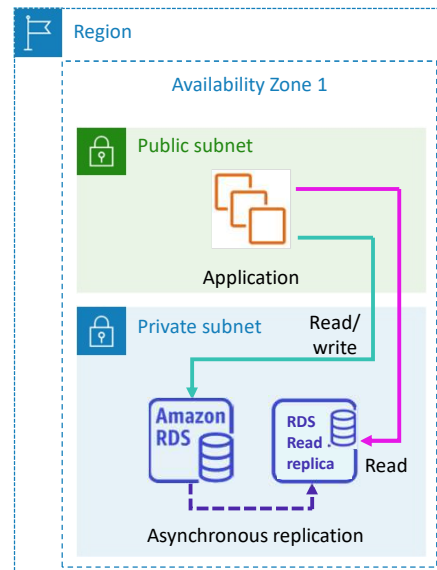 Region
Availability Zone 1
Public subnet
Application
Private subnet
Read/
write
Amazon
RDS
RDS
Read .
replica
Read
Asynchronous replication